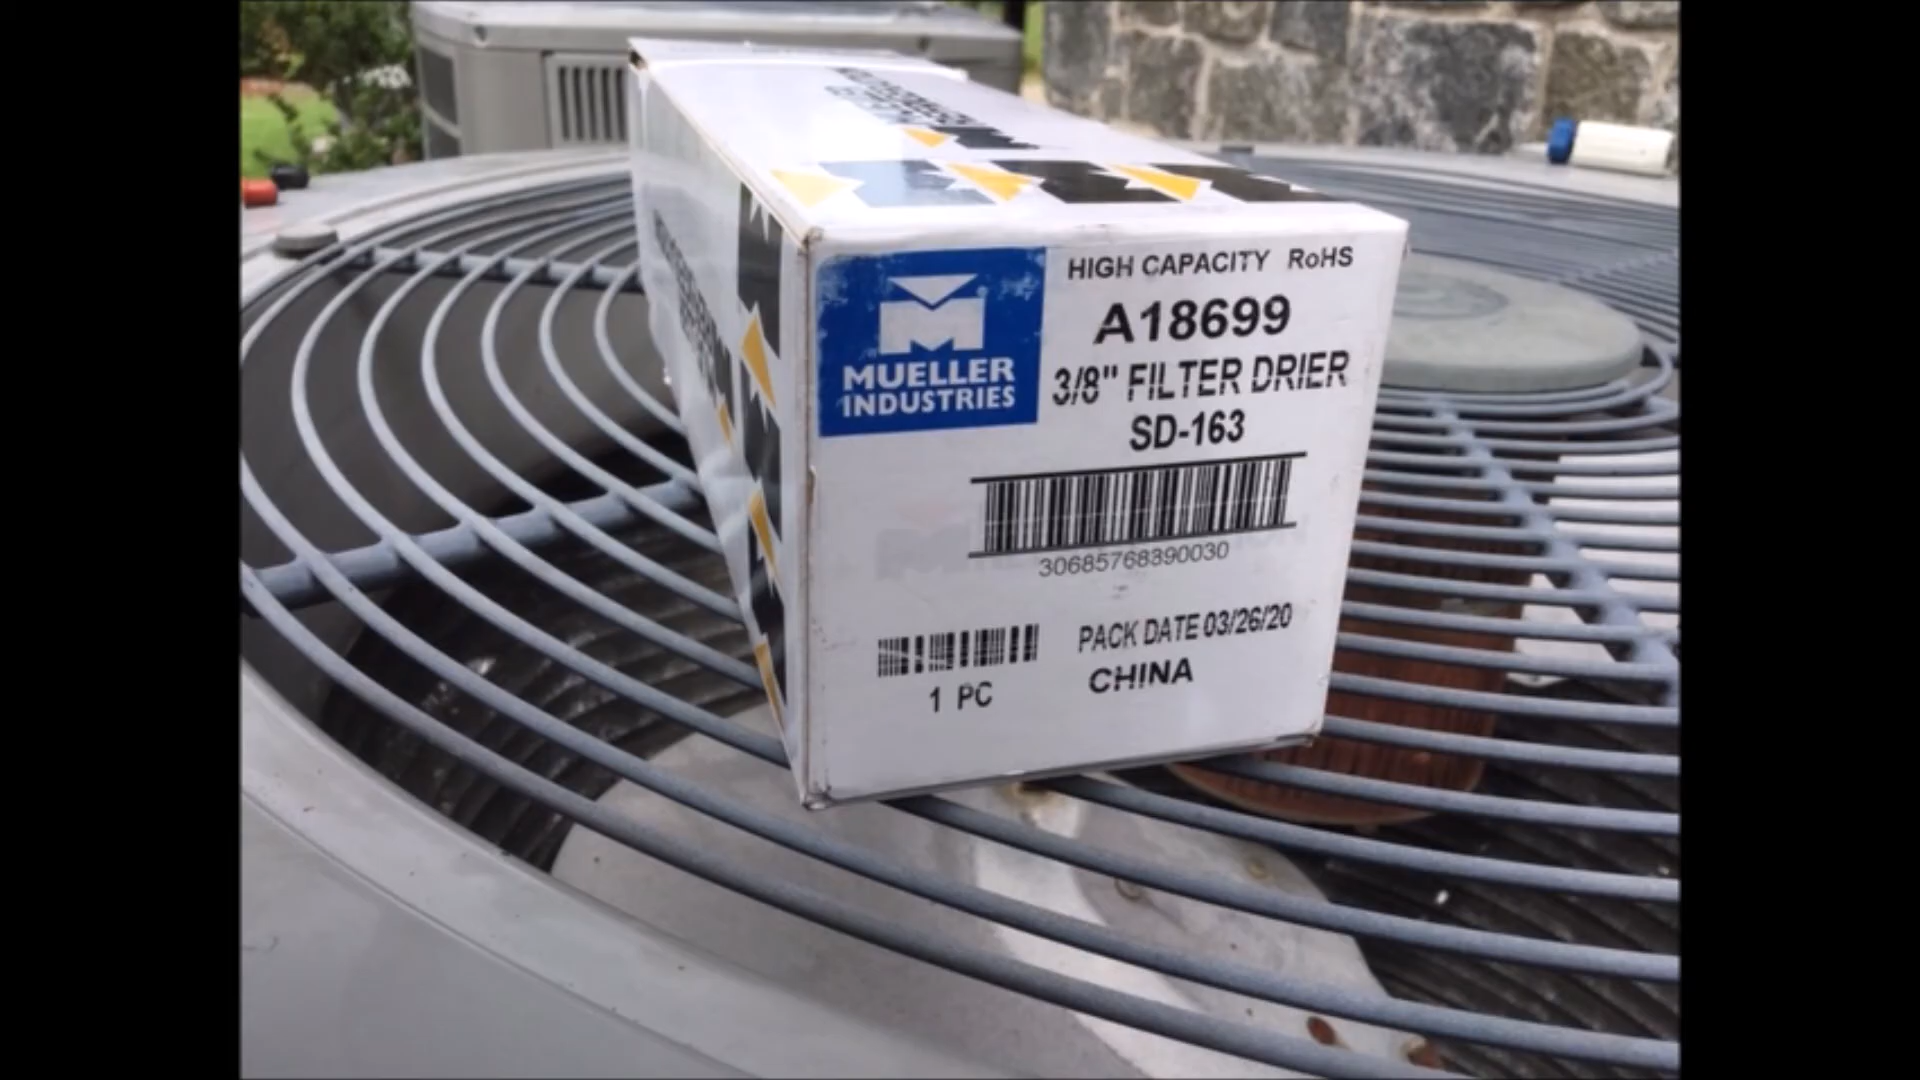 HIGH CAPACITY RoHS
A18699
MUELLER
INDUSTRIES
3/8" FILTER DRIER
SD-163
30685768390030
PACK DATE 03/26/20
1 PC
CHINA